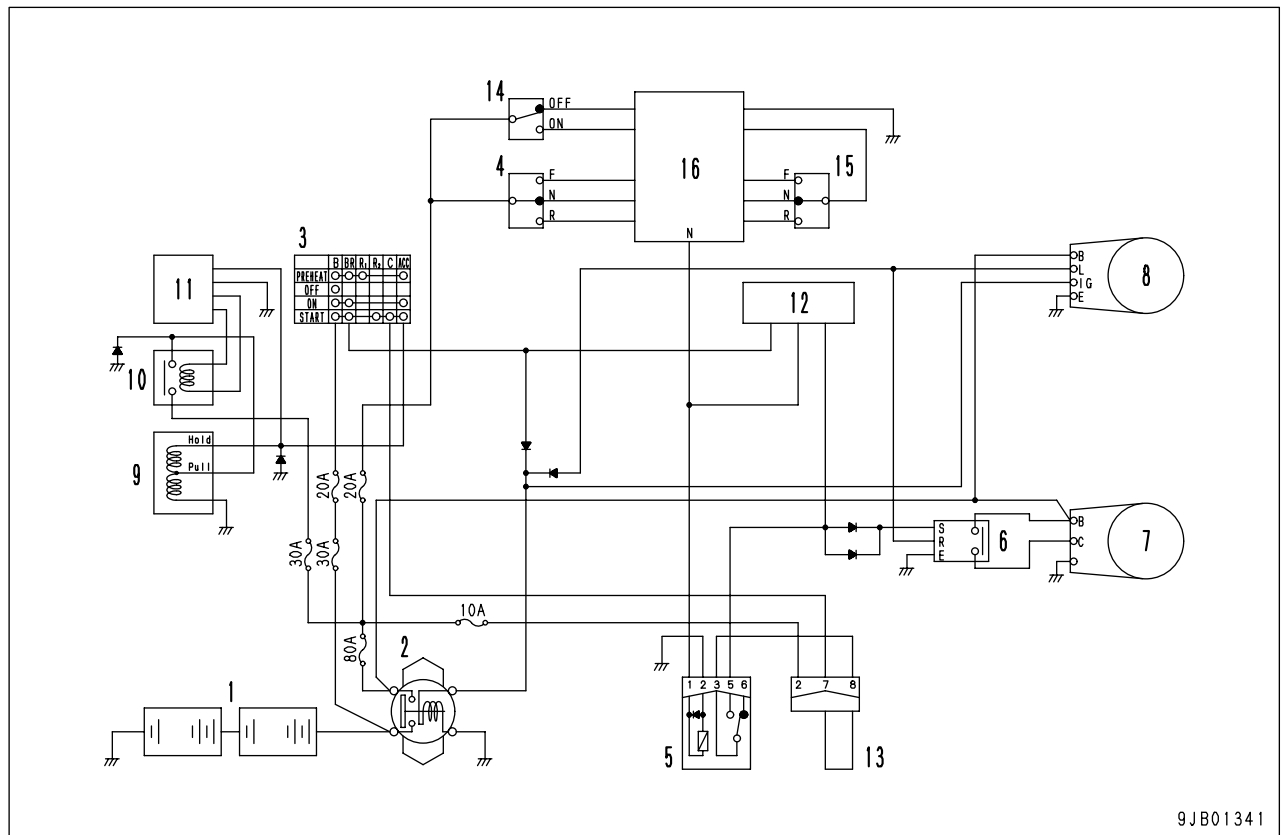 14
OFF
ON
4
F
N
R
16
N
F
N
R
15
3
B BR R₁ R₂ C ACC
PREHEAT
OFF
ON
START
11
12
B
L
IG
E
8
10
Hold
Pull
9
20A
20A
30A
30A
S
R
E
6
B
C
7
10A
80A
2
1
1 2 3 5 6
5
2 7 8
13
9JB01341